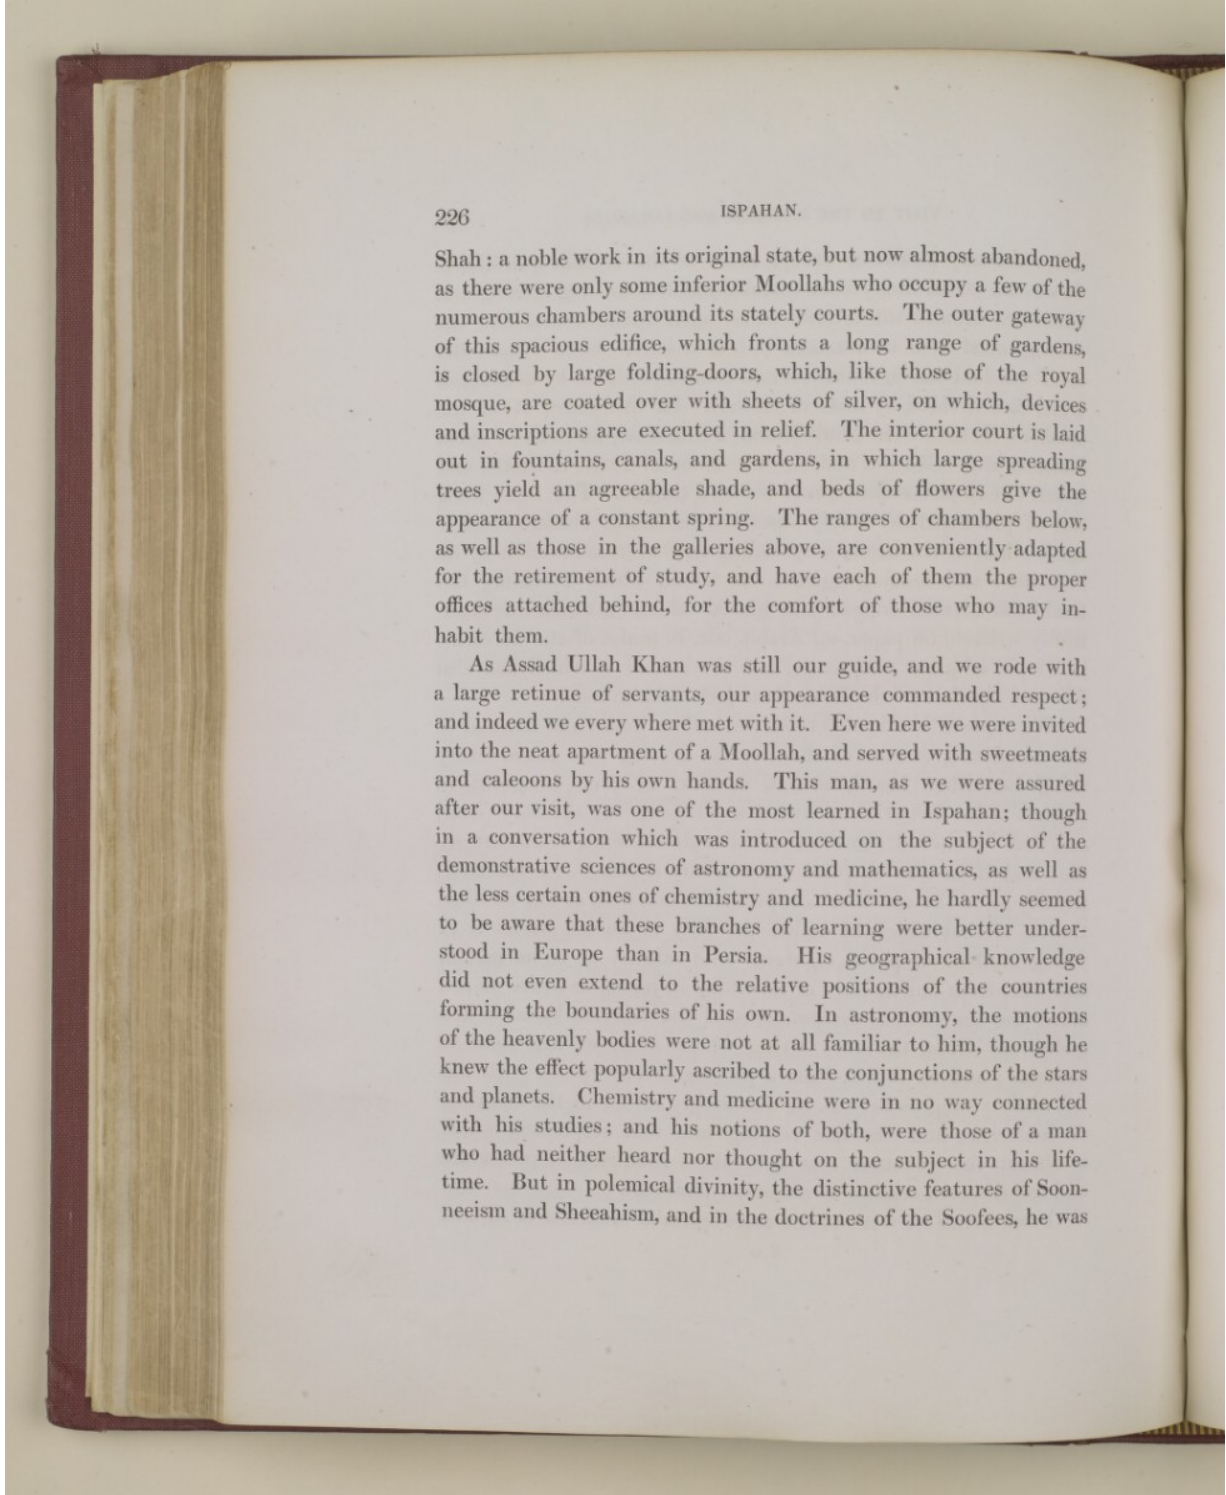 226
ISPAHAN.
Shah : a noble work in its original state, but now almost abandoned,
as there were only some inferior Moollahs who occupy a few of the
numerous chambers around its stately courts. The outer gateway
of this spacious edifice, which fronts a long range of gardens,
is closed by large folding-doors, which, like those of the royal
mosque, are coated over with sheets of silver, on which, devices
and inscriptions are executed in relief. The interior court is laid
out in fountains, canals, and gardens, in which large spreading
trees yield an agreeable shade, and beds of flowers give the
appearance of a constant spring. The ranges of chambers below,
as well as those in the galleries above, are conveniently adapted
for the retirement of study, and have each of them the proper
offices attached behind, for the comfort of those who may in-
habit them.
As Assad Ullah Khan was still our guide, and we rode with
a large retinue of servants, our appearance commanded respect;
and indeed we every where met with it. Even here we were invited
into the neat apartment of a Moollah, and served with sweetmeats
and caleoons by his own hands. This man, as we were assured
after our visit, was one of the most learned in Ispahan; though
in a conversation which was introduced on the subject of the
demonstrative sciences of astronomy and mathematics, as well as
the less certain ones of chemistry and medicine, he hardly seemed
to be aware that these branches of learning were better under-
stood in Europe than in Persia. His geographical knowledge
did not even extend to the relative positions of the countries
forming the boundaries of his own. In astronomy, the motions
of the heavenly bodies were not at all familiar to him, though he
knew the effect popularly ascribed to the conjunctions of the stars
and planets. Chemistry and medicine were in no way connected
with his studies; and his notions of both, were those of a man
who had neither heard nor thought on the subject in his life-
time. But in polemical divinity, the distinctive features of Soon-
neeism and Sheeahism, and in the doctrines of the Soofees, he was